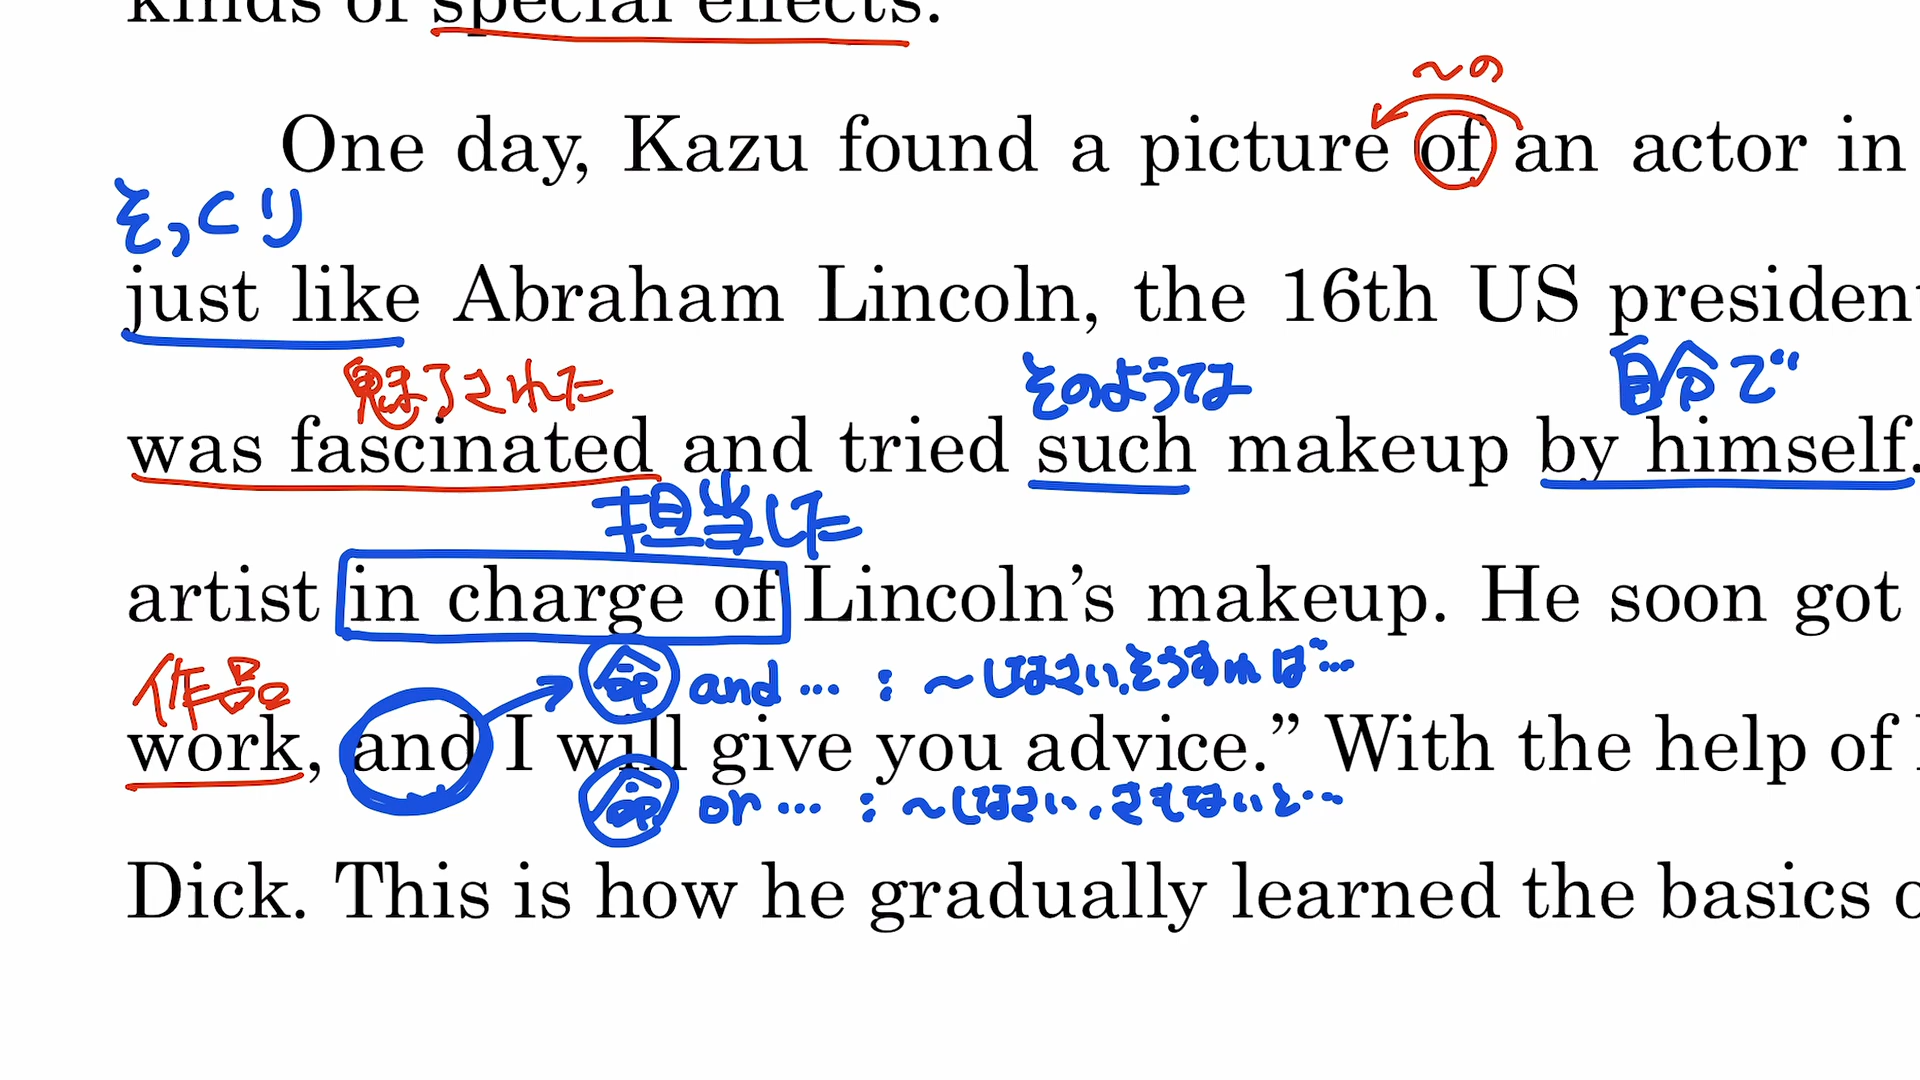 kinds of special effects.
～の
One day, Kazu found a picture of an actor in
そっくり
just like Abraham Lincoln, the 16th US president
魅了された そのような 自分で
was fascinated and tried such makeup by himself.
担当した
artist in charge of Lincoln's makeup. He soon got
作品 命 and … : ～しなさい,そうすれば…
work, and I will give you advice.” With the help of
命 or … : ～しなさい,さもないと…
Dick. This is how he gradually learned the basics